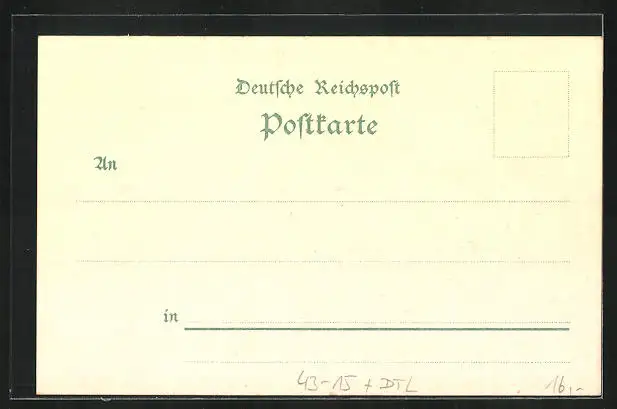 Deutsche Reichspost
Postkarte
An
in
43-15 + DTL
16,-